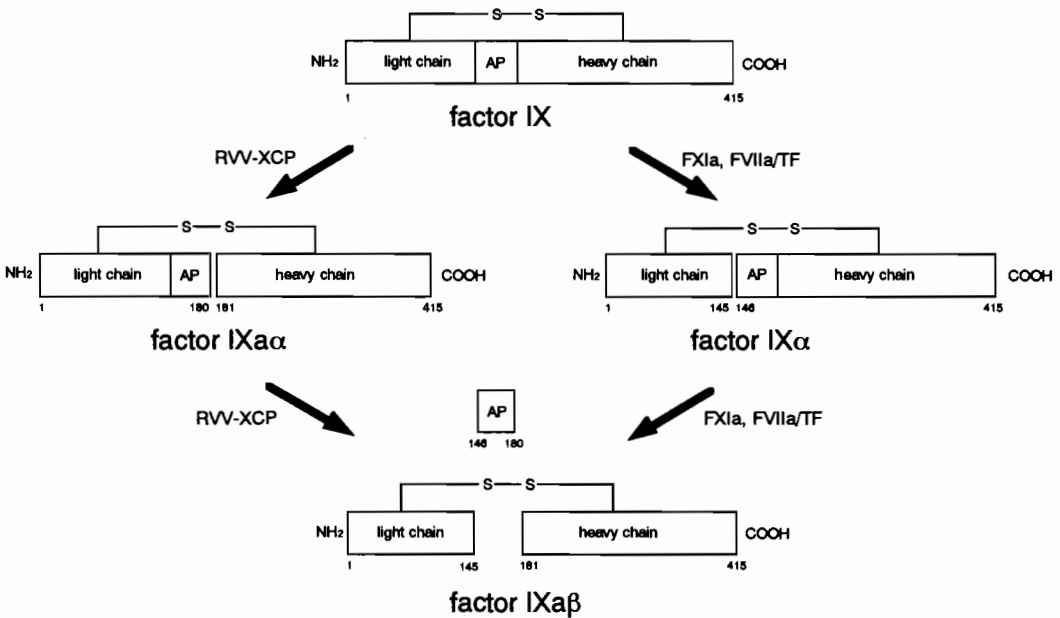 S S
NH₂ light chain AP heavy chain COOH
1 415
factor IX
RVV-XCP FXIa, FVIIa/TF
S S S S
NH₂ light chain AP heavy chain COOH NH₂ light chain AP heavy chain COOH
1 180 181 415 1 145 146 415
factor IXaα factor IXα
RVV-XCP AP FXIa, FVIIa/TF
146 180
S S
NH₂ light chain heavy chain COOH
1 145 181 415
factor IXaβ